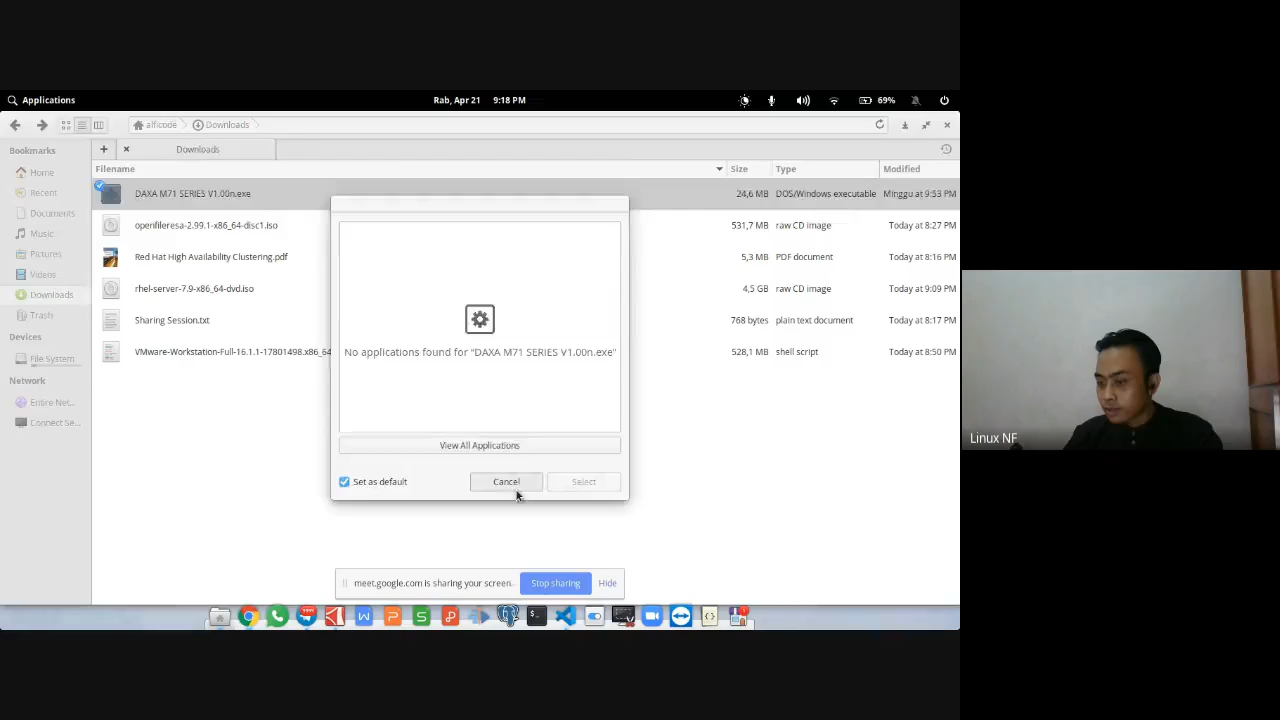 Applications
Rab, Apr 21 9:18 PM
69%
alficode Downloads
Downloads
Bookmarks
Home
Recent
Documents
Music
Pictures
Videos
Downloads
Trash
Devices
File System
Network
Entire Net...
Connect Se...
Filename Size Type Modified
DAXA M71 SERIES V1.00n.exe 24,6 MB DOS/Windows executable Minggu at 9:53 PM
openfileresa-2.99.1-x86_64-disc1.iso 531,7 MB raw CD image Today at 8:27 PM
Red Hat High Availability Clustering.pdf 5,3 MB PDF document Today at 8:16 PM
rhel-server-7.9-x86_64-dvd.iso 4,5 GB raw CD image Today at 9:09 PM
Sharing Session.txt 768 bytes plain text document Today at 8:17 PM
VMware-Workstation-Full-16.1.1-17801498.x86_64 528,1 MB shell script Today at 8:50 PM
No applications found for "DAXA M71 SERIES V1.00n.exe"
View All Applications
Set as default
Cancel Select
meet.google.com is sharing your screen. Stop sharing Hide
Linux NF